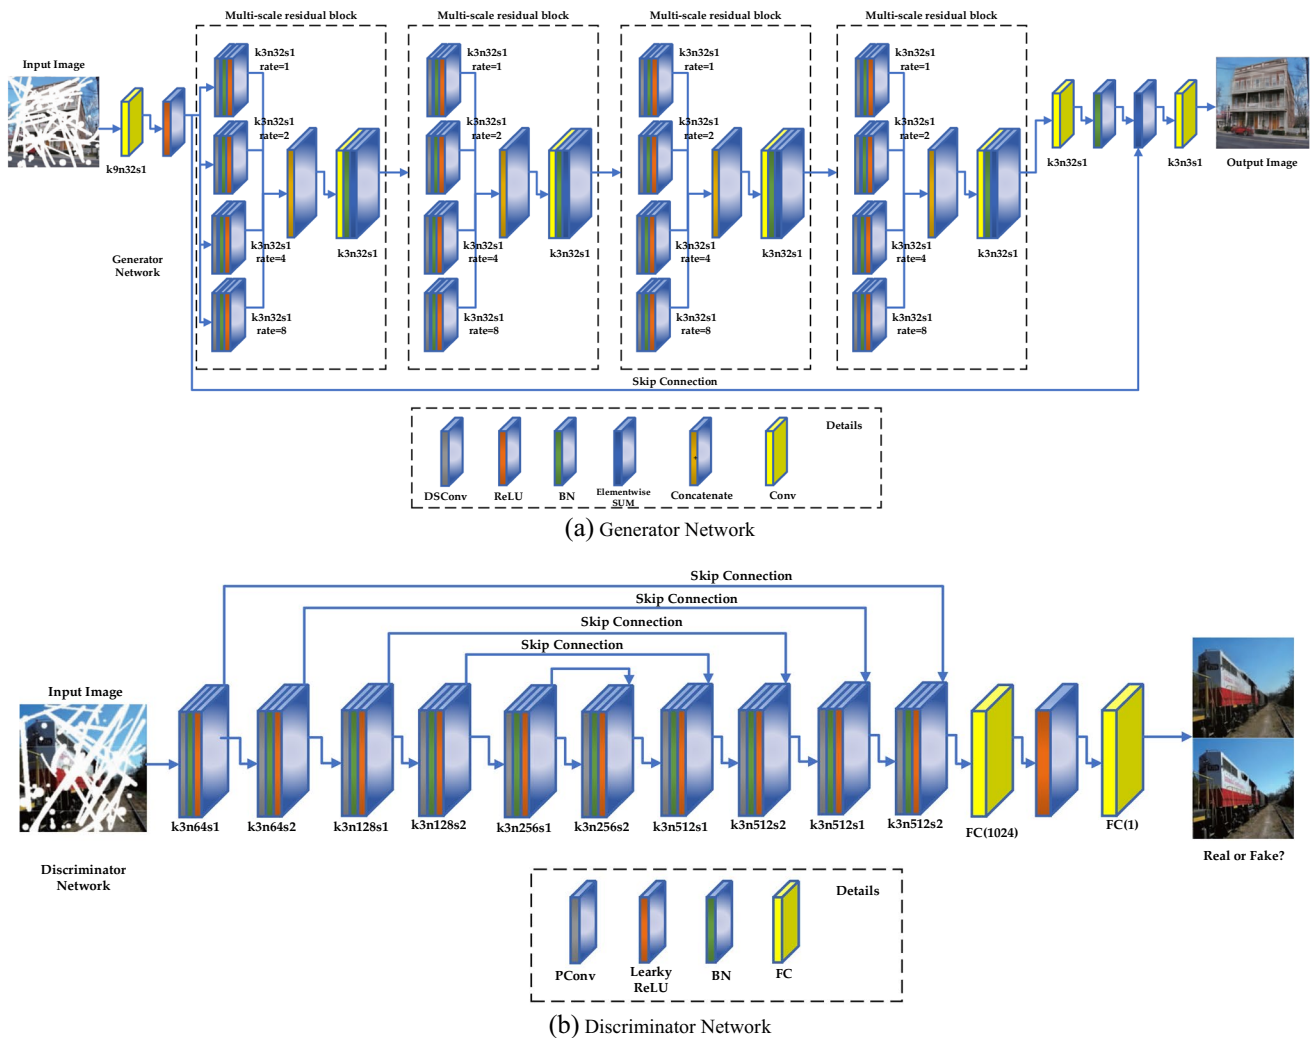 Multi-scale residual block
Multi-scale residual block
Multi-scale residual block
Multi-scale residual block
Input Image
k9n32s1
Generator
Network
k3n32s1
rate=1
k3n32s1
rate=2
k3n32s1
rate=4
k3n32s1
rate=8
k3n32s1
k3n32s1
rate=1
k3n32s1
rate=2
k3n32s1
rate=4
k3n32s1
rate=8
k3n32s1
k3n32s1
rate=1
k3n32s1
rate=2
k3n32s1
rate=4
k3n32s1
rate=8
k3n32s1
k3n32s1
rate=1
k3n32s1
rate=2
k3n32s1
rate=4
k3n32s1
rate=8
k3n32s1
k3n32s1
k3n3s1
Output Image
Skip Connection
Details
DSConv
ReLU
BN
Elementwise
SUM
Concatenate
Conv
(a) Generator Network
Skip Connection
Skip Connection
Skip Connection
Skip Connection
Input Image
Discriminator
Network
k3n64s1
k3n64s2
k3n128s1
k3n128s2
k3n256s1
k3n256s2
k3n512s1
k3n512s2
k3n512s1
k3n512s2
FC(1024)
FC(1)
Real or Fake?
Details
PConv
Learky
ReLU
BN
FC
(b) Discriminator Network